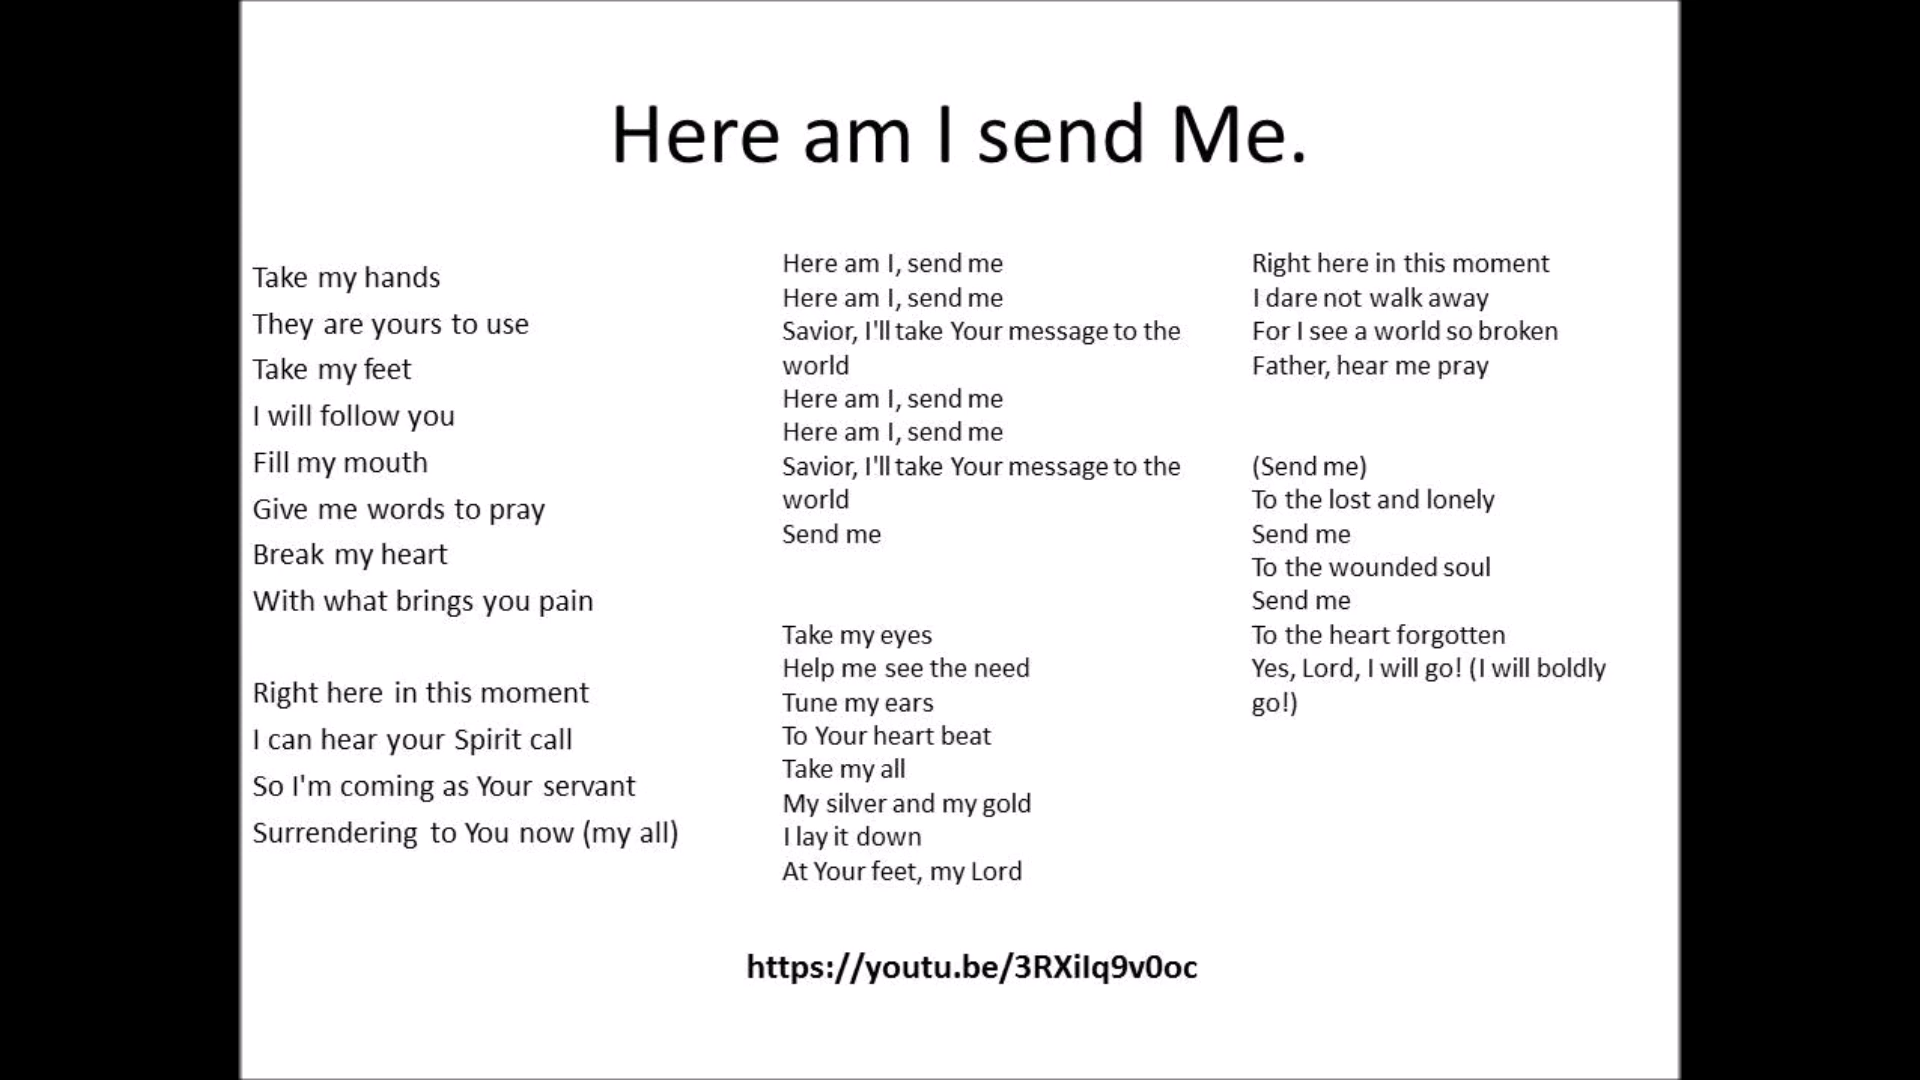 Here am I send Me.
Take my hands
They are yours to use
Take my feet
I will follow you
Fill my mouth
Give me words to pray
Break my heart
With what brings you pain
Right here in this moment
I can hear your Spirit call
So I'm coming as Your servant
Surrendering to You now (my all)
Here am I, send me
Here am I, send me
Savior, I'll take Your message to the
world
Here am I, send me
Here am I, send me
Savior, I'll take Your message to the
world
Send me
Take my eyes
Help me see the need
Tune my ears
To Your heart beat
Take my all
My silver and my gold
I lay it down
At Your feet, my Lord
Right here in this moment
I dare not walk away
For I see a world so broken
Father, hear me pray
(Send me)
To the lost and lonely
Send me
To the wounded soul
Send me
To the heart forgotten
Yes, Lord, I will go! (I will boldly
go!)
https://youtu.be/3RXiIq9v0oc